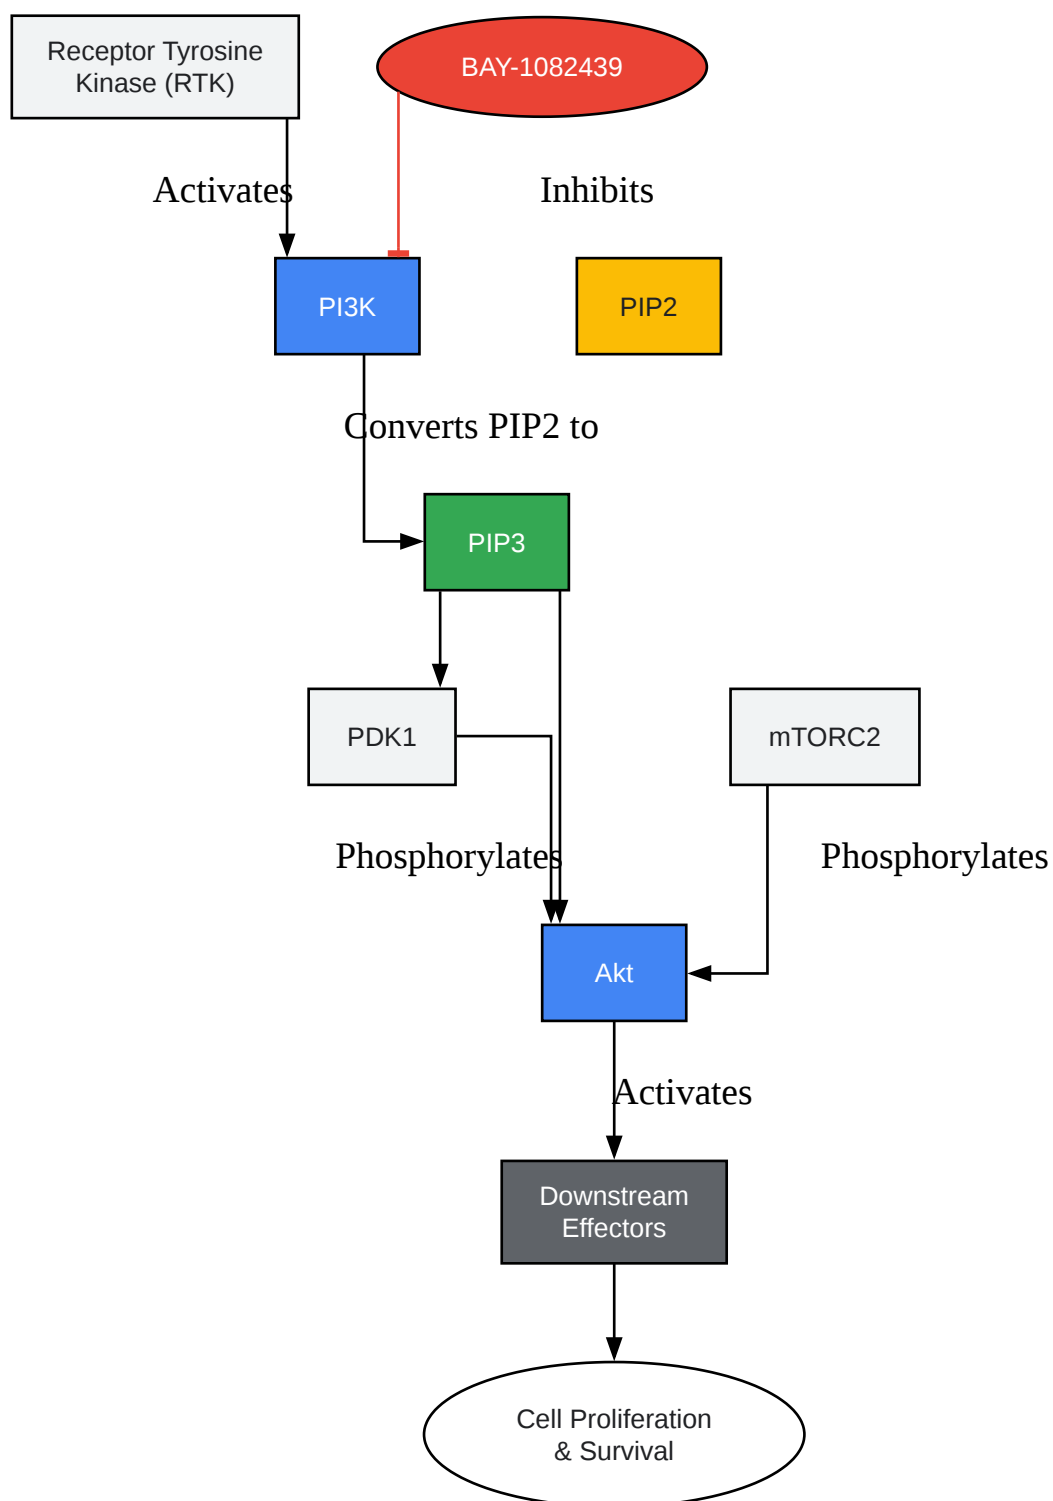 Receptor Tyrosine
Kinase (RTK)
BAY-1082439
Activates
Inhibits
PI3K
PIP2
Converts PIP2 to
PIP3
PDK1
mTORC2
Phosphorylates
Phosphorylates
Akt
Activates
Downstream
Effectors
Cell Proliferation
& Survival